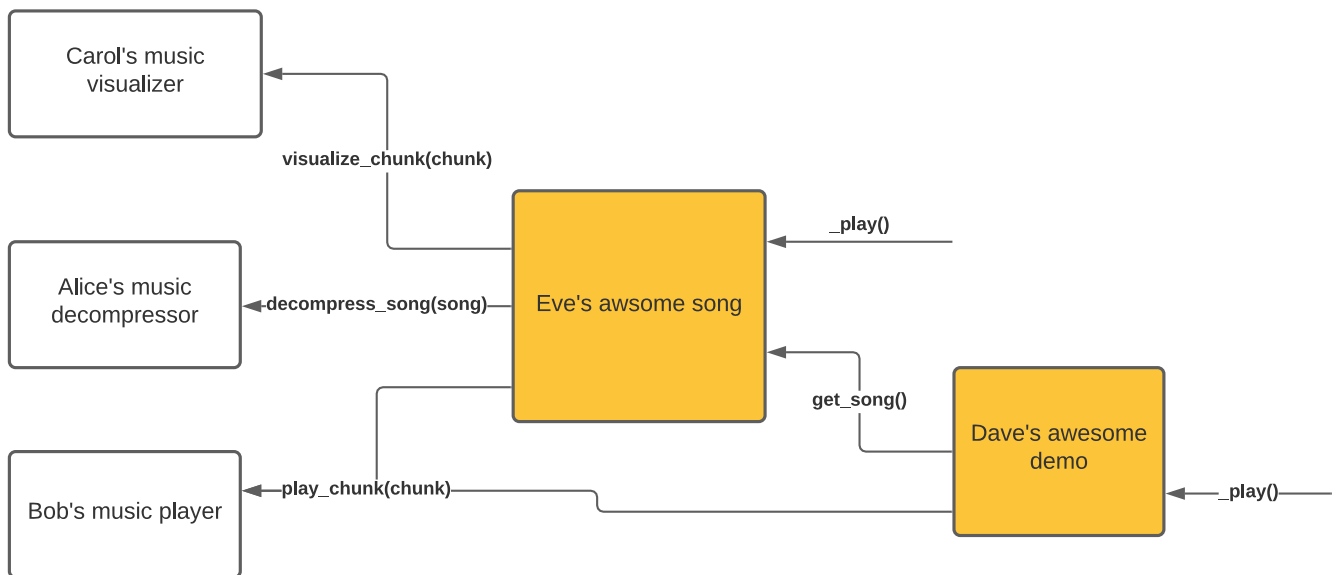 Carol's music
visualizer
visualize_chunk(chunk)
_play()
Alice's music
decompressor
decompress_song(song)
Eve's awsome song
get_song()
Dave's awesome
demo
play_chunk(chunk)
_play()
Bob's music player